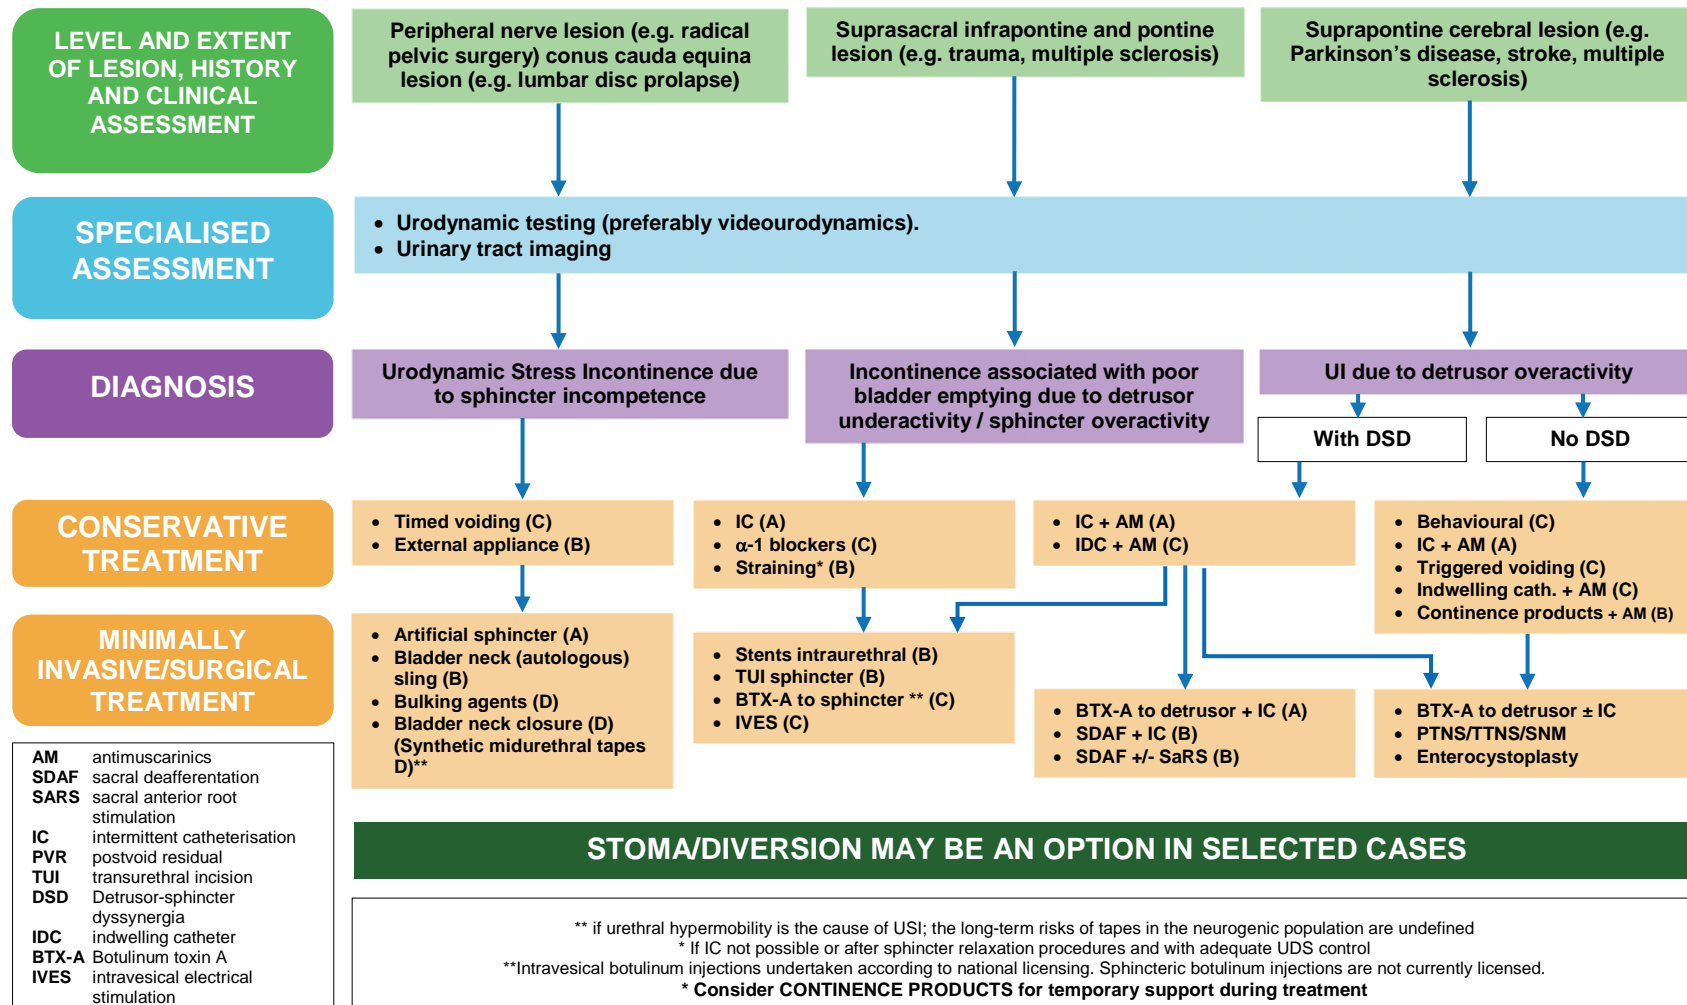 LEVEL AND EXTENT
OF LESION, HISTORY
AND CLINICAL
ASSESSMENT
Peripheral nerve lesion (e.g. radical
pelvic surgery) conus cauda equina
lesion (e.g. lumbar disc prolapse)
Suprasacral infrapontine and pontine
lesion (e.g. trauma, multiple sclerosis)
Suprapontine cerebral lesion (e.g.
Parkinson's disease, stroke, multiple
sclerosis)
SPECIALISED
ASSESSMENT
• Urodynamic testing (preferably videourodynamics).
• Urinary tract imaging
DIAGNOSIS
Urodynamic Stress Incontinence due
to sphincter incompetence
Incontinence associated with poor
bladder emptying due to detrusor
underactivity / sphincter overactivity
UI due to detrusor overactivity
With DSD
No DSD
CONSERVATIVE
TREATMENT
• Timed voiding (C)
• External appliance (B)
• IC (A)
• α-1 blockers (C)
• Straining* (B)
• IC + AM (A)
• IDC + AM (C)
• Behavioural (C)
• IC + AM (A)
• Triggered voiding (C)
• Indwelling cath. + AM (C)
• Continence products + AM (B)
MINIMALLY
INVASIVE/SURGICAL
TREATMENT
• Artificial sphincter (A)
• Bladder neck (autologous)
sling (B)
• Bulking agents (D)
• Bladder neck closure (D)
(Synthetic midurethral tapes
D)**
• Stents intraurethral (B)
• TUI sphincter (B)
• BTX-A to sphincter ** (C)
• IVES (C)
• BTX-A to detrusor + IC (A)
• SDAF + IC (B)
• SDAF +/- SaRS (B)
• BTX-A to detrusor ± IC
• PTNS/TTNS/SNM
• Enterocystoplasty
AM antimuscarinics
SDAF sacral deafferentation
SARS sacral anterior root
stimulation
IC intermittent catheterisation
PVR postvoid residual
TUI transurethral incision
DSD Detrusor-sphincter
dyssynergia
IDC indwelling catheter
BTX-A Botulinum toxin A
IVES intravesical electrical
stimulation
STOMA/DIVERSION MAY BE AN OPTION IN SELECTED CASES
** if urethral hypermobility is the cause of USI; the long-term risks of tapes in the neurogenic population are undefined
* If IC not possible or after sphincter relaxation procedures and with adequate UDS control
**Intravesical botulinum injections undertaken according to national licensing. Sphincteric botulinum injections are not currently licensed.
* Consider CONTINENCE PRODUCTS for temporary support during treatment